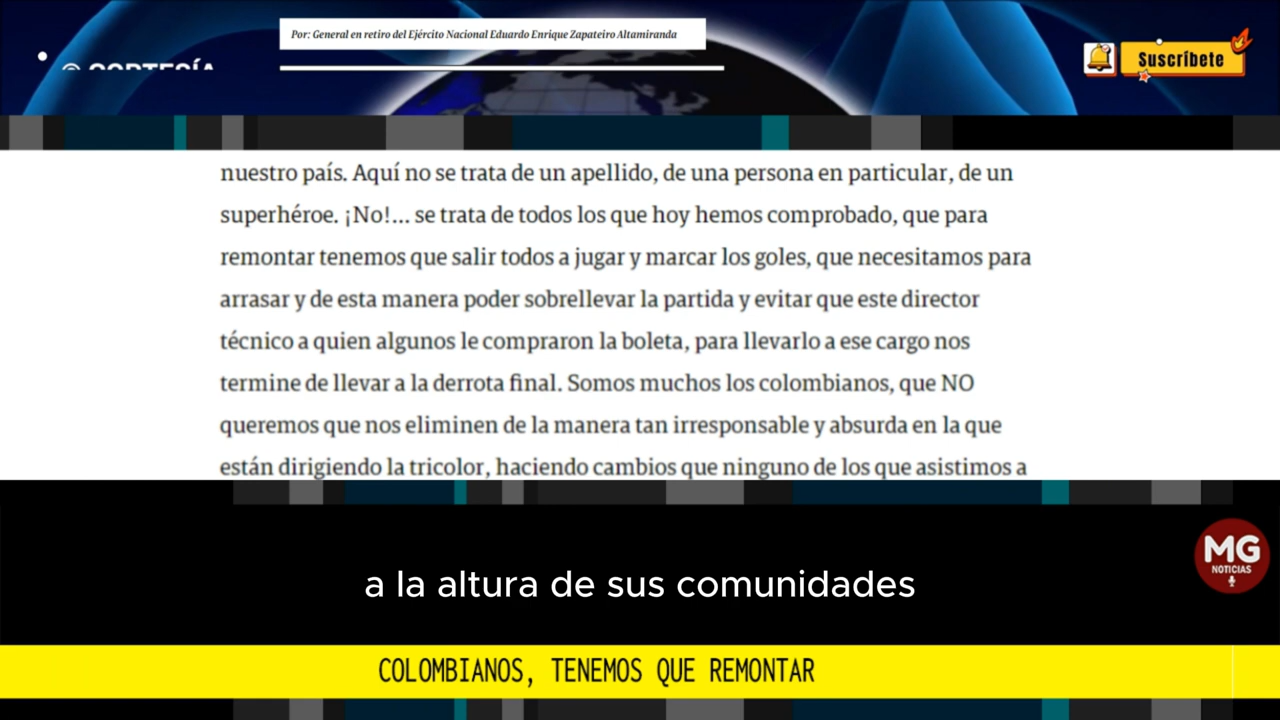 Por: General en retiro del Ejército Nacional Eduardo Enrique Zapateiro Altamiranda
© CORTESÍA
Suscríbete
nuestro país. Aquí no se trata de un apellido, de una persona en particular, de un
superhéroe. ¡No!... se trata de todos los que hoy hemos comprobado, que para
remontar tenemos que salir todos a jugar y marcar los goles, que necesitamos para
arrasar y de esta manera poder sobrellevar la partida y evitar que este director
técnico a quien algunos le compraron la boleta, para llevarlo a ese cargo nos
termine de llevar a la derrota final. Somos muchos los colombianos, que NO
queremos que nos eliminen de la manera tan irresponsable y absurda en la que
están dirigiendo la tricolor, haciendo cambios que ninguno de los que asistimos a
MG
NOTICIAS
a la altura de sus comunidades
COLOMBIANOS, TENEMOS QUE REMONTAR